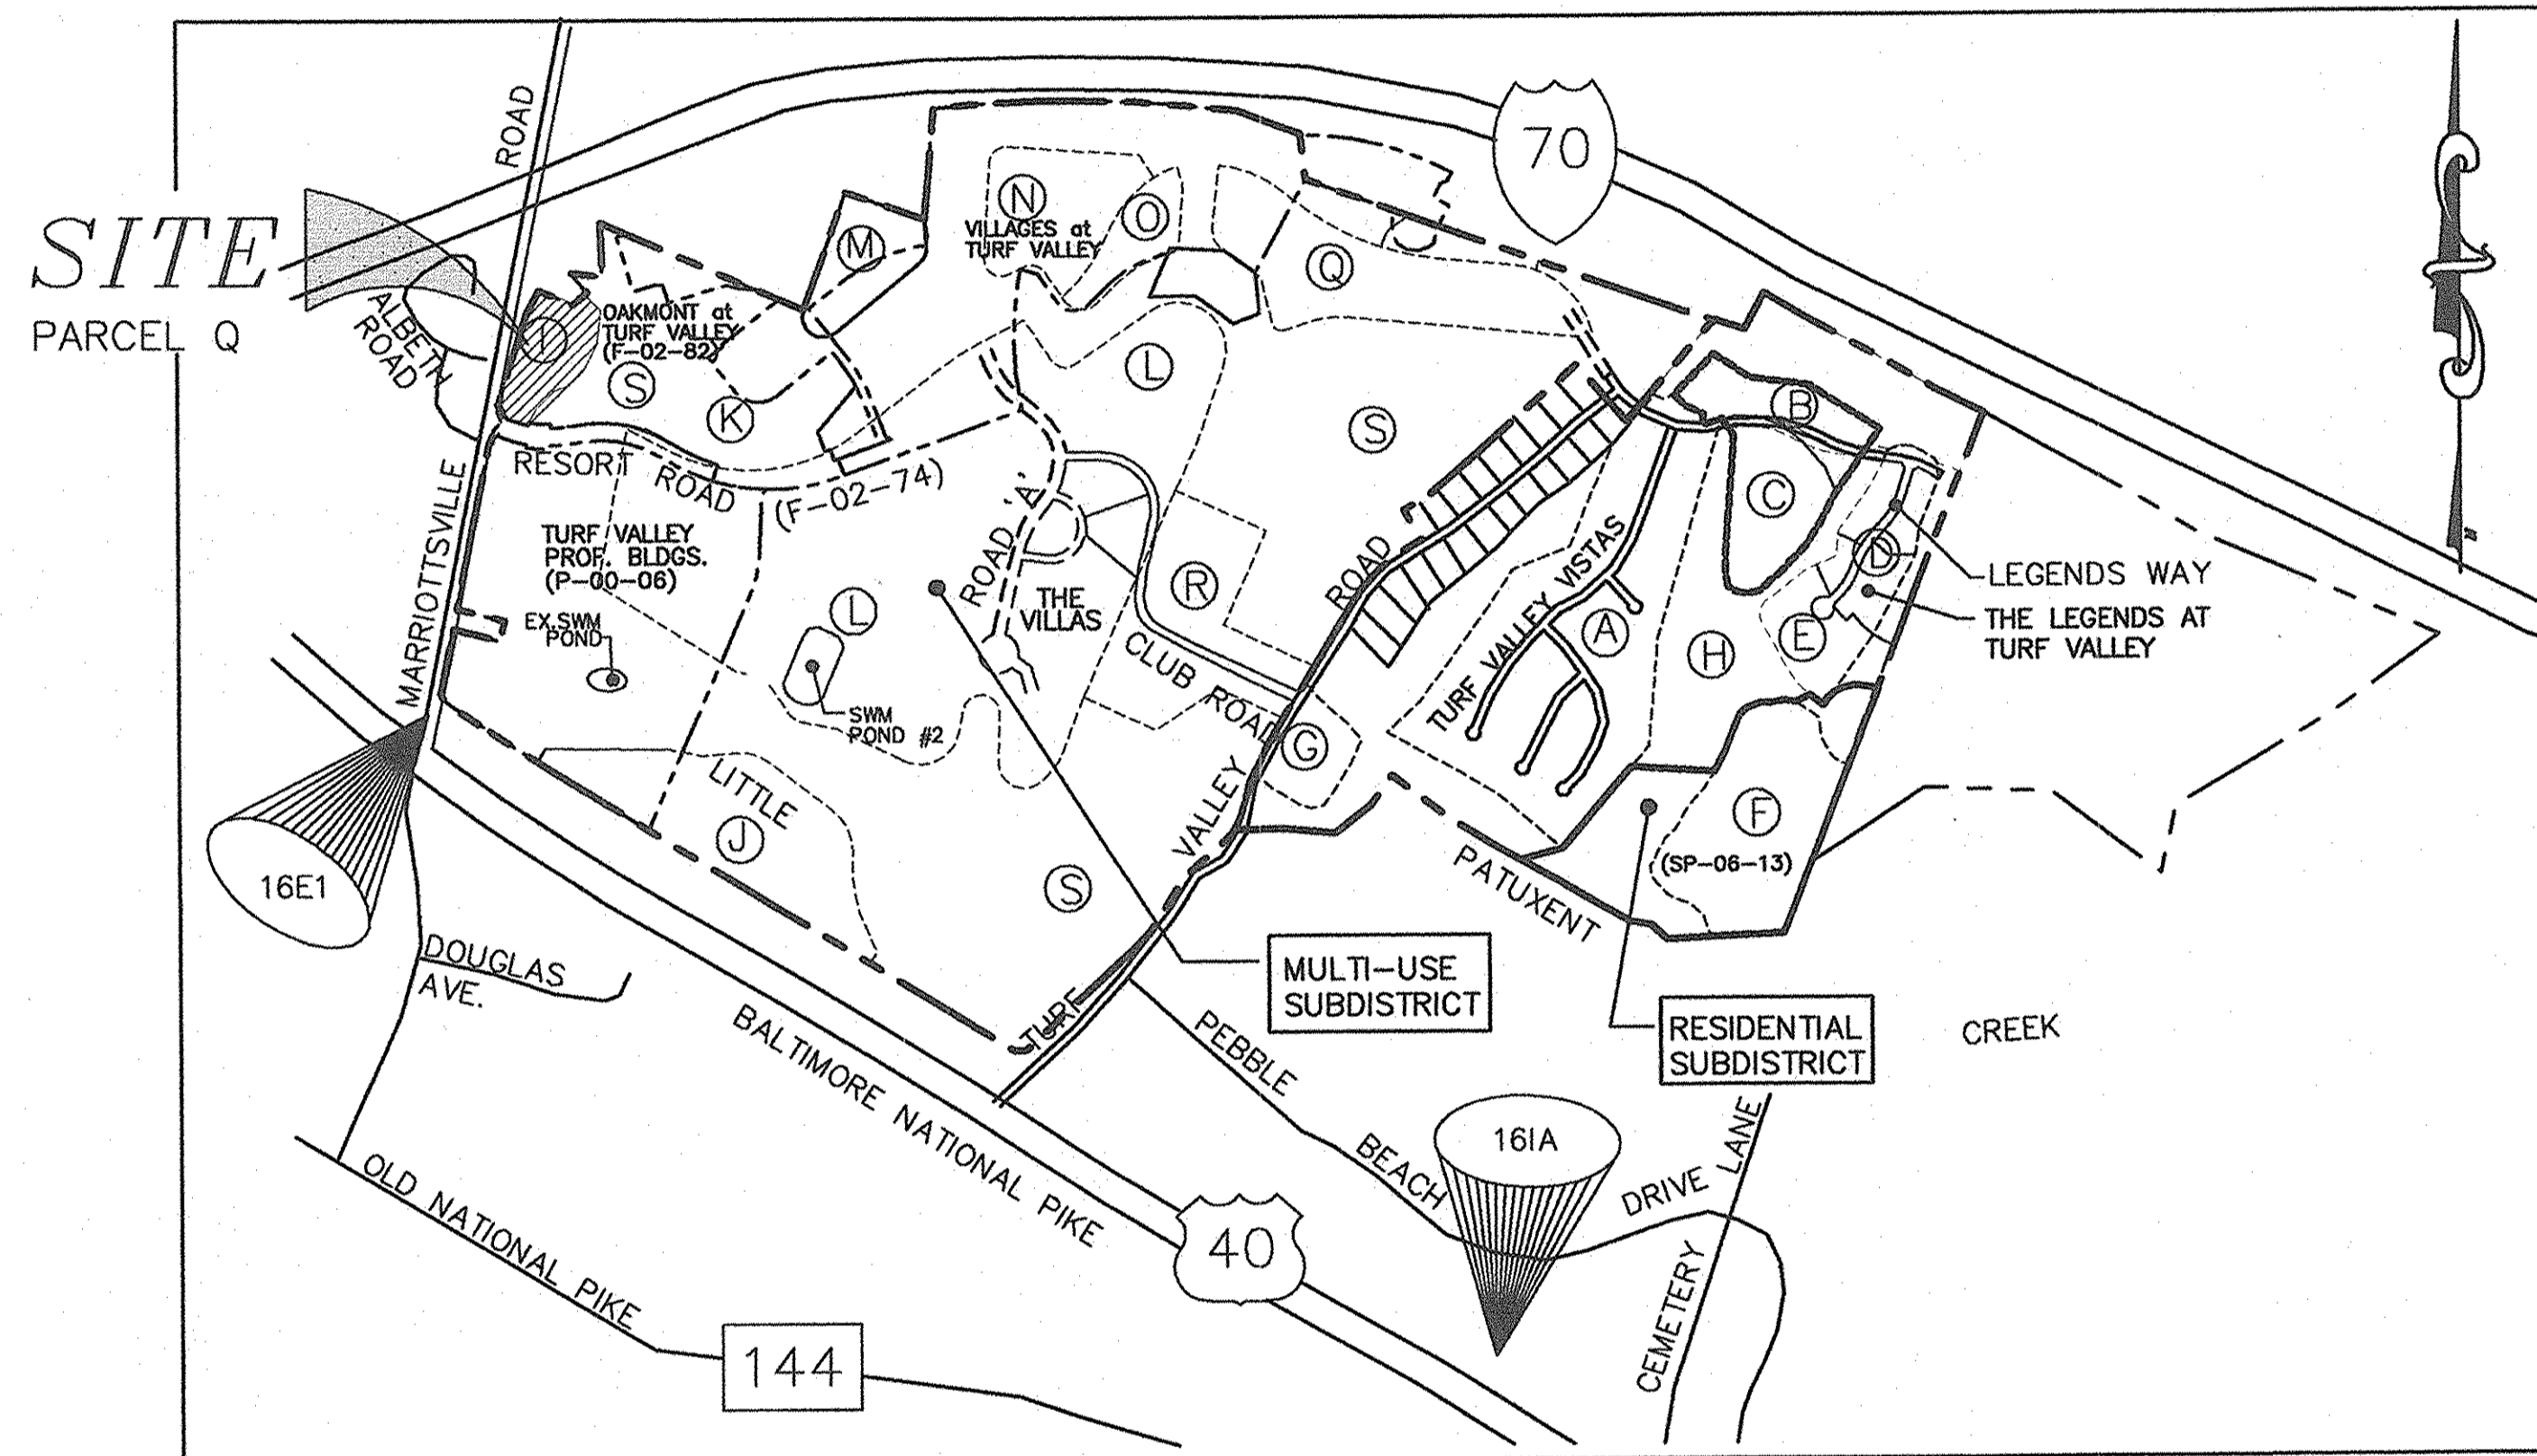 ROAD
70
SITE
PARCEL Q
ALBETH
ROAD
I
OAKMONT at
TURF VALLEY
(F-02-82)
S
K
M
N
O
VILLAGES at
TURF VALLEY
Q
L
S
B
C
D
RESORT ROAD
(F-02-74)
MARRIOTTSVILLE
TURF VALLEY
PROF. BLDGS.
(P-00-06)
EX.SWM
POND
L
SWM
POND #2
ROAD 'A'
THE
VILLAS
R
CLUB ROAD
G
ROAD
TURF VALLEY VISTAS
A
H
E
LEGENDS WAY
THE LEGENDS AT
TURF VALLEY
F
(SP-06-13)
LITTLE
J
S
VALLEY
TURF
PATUXENT
16E1
DOUGLAS
AVE.
MULTI-USE
SUBDISTRICT
RESIDENTIAL
SUBDISTRICT
CREEK
BALTIMORE NATIONAL PIKE
PEBBLE
BEACH
DRIVE
LANE
CEMETERY
16IA
40
OLD NATIONAL PIKE
144